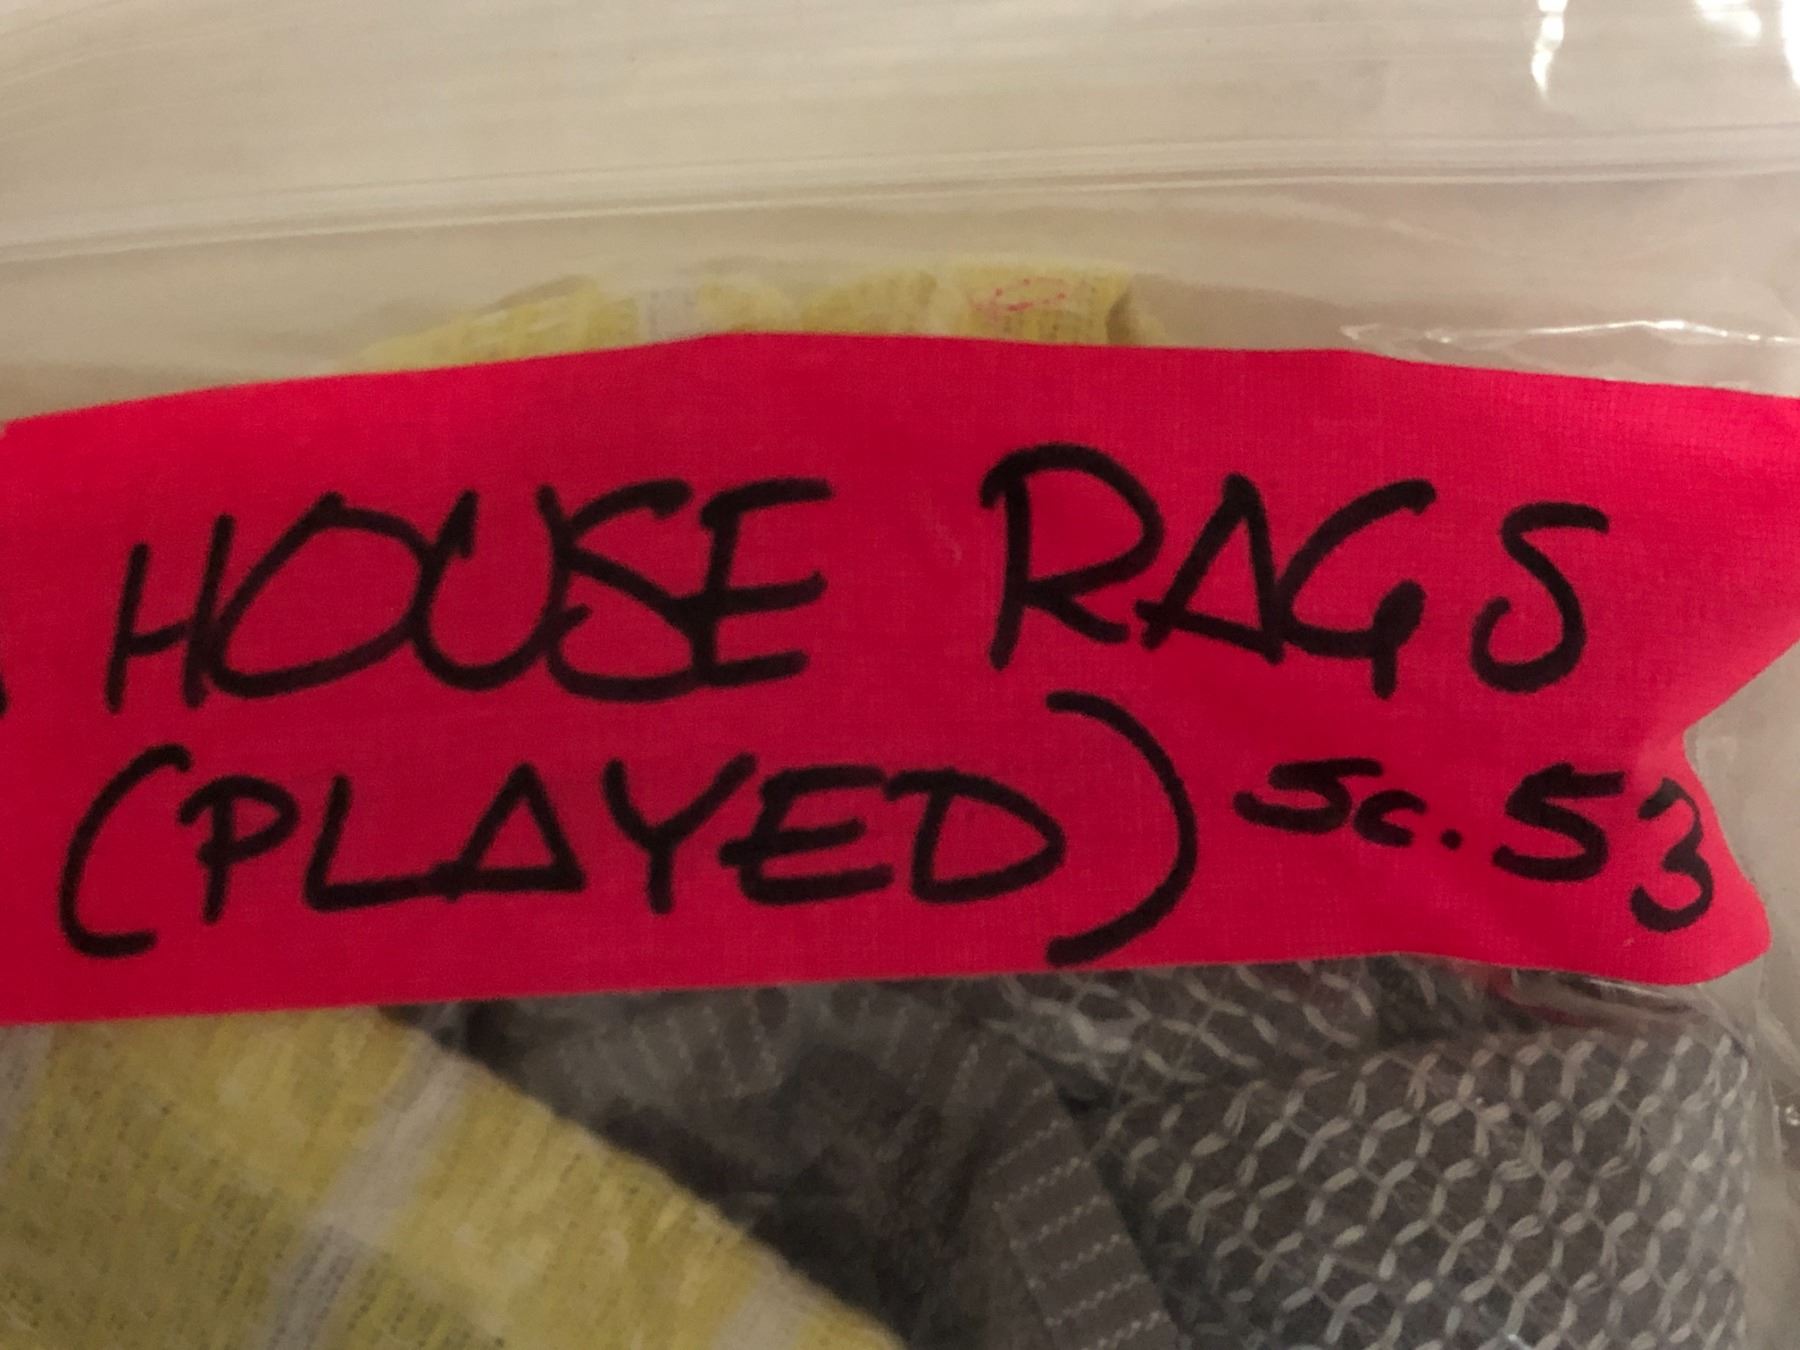 HOUSE RAGS
(PLAYED) Sc. 53